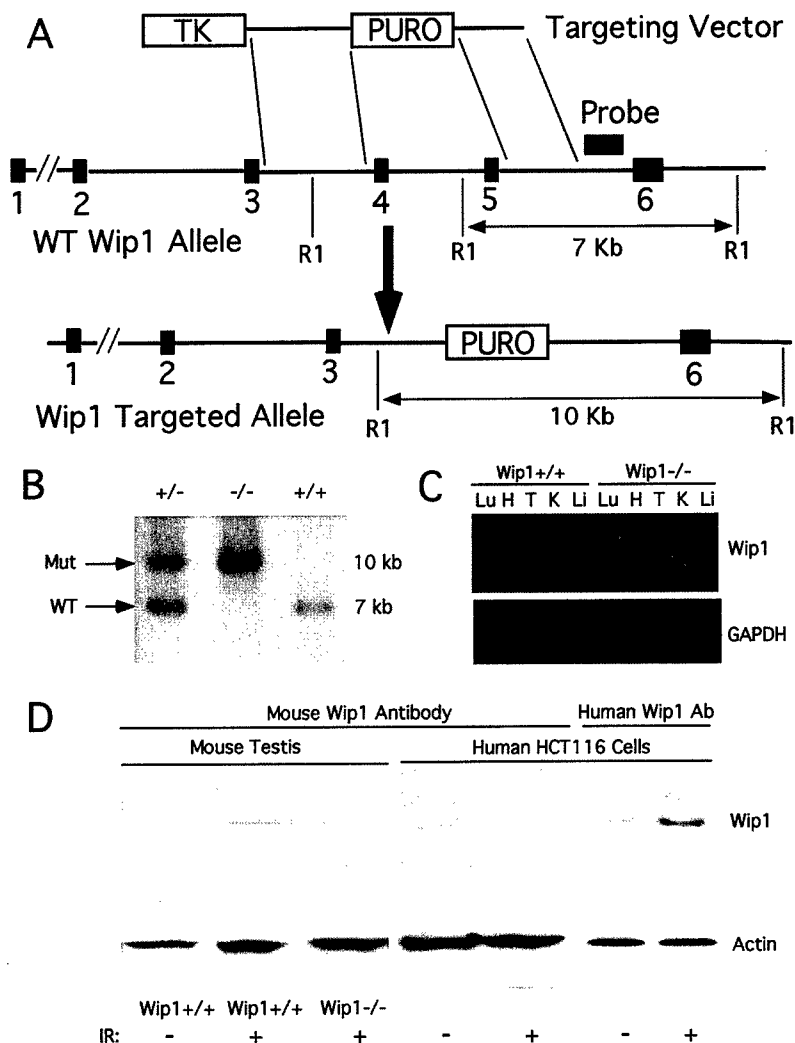 A
TK
PURO
Targeting Vector
Probe
1 2 3 4 5 6
WT Wip1 Allele
R1
R1
7 Kb
R1
PURO
1 2 3 6
Wip1 Targeted Allele
R1
10 Kb
R1
B
+/- -/- +/+
Mut
10 kb
WT
7 kb
C
Wip1+/+ Wip1-/-
Lu H T K Li Lu H T K Li
Wip1
GAPDH
D
Mouse Wip1 Antibody Human Wip1 Ab
Mouse Testis Human HCT116 Cells
Wip1
Actin
Wip1+/+ Wip1+/+ Wip1-/-
IR: - + + - + - +